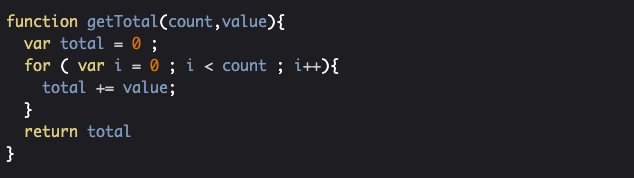 function getTotal(count,value){
  var total = 0 ;
  for ( var i = 0 ; i < count ; i++){
    total += value;
  }
  return total
}